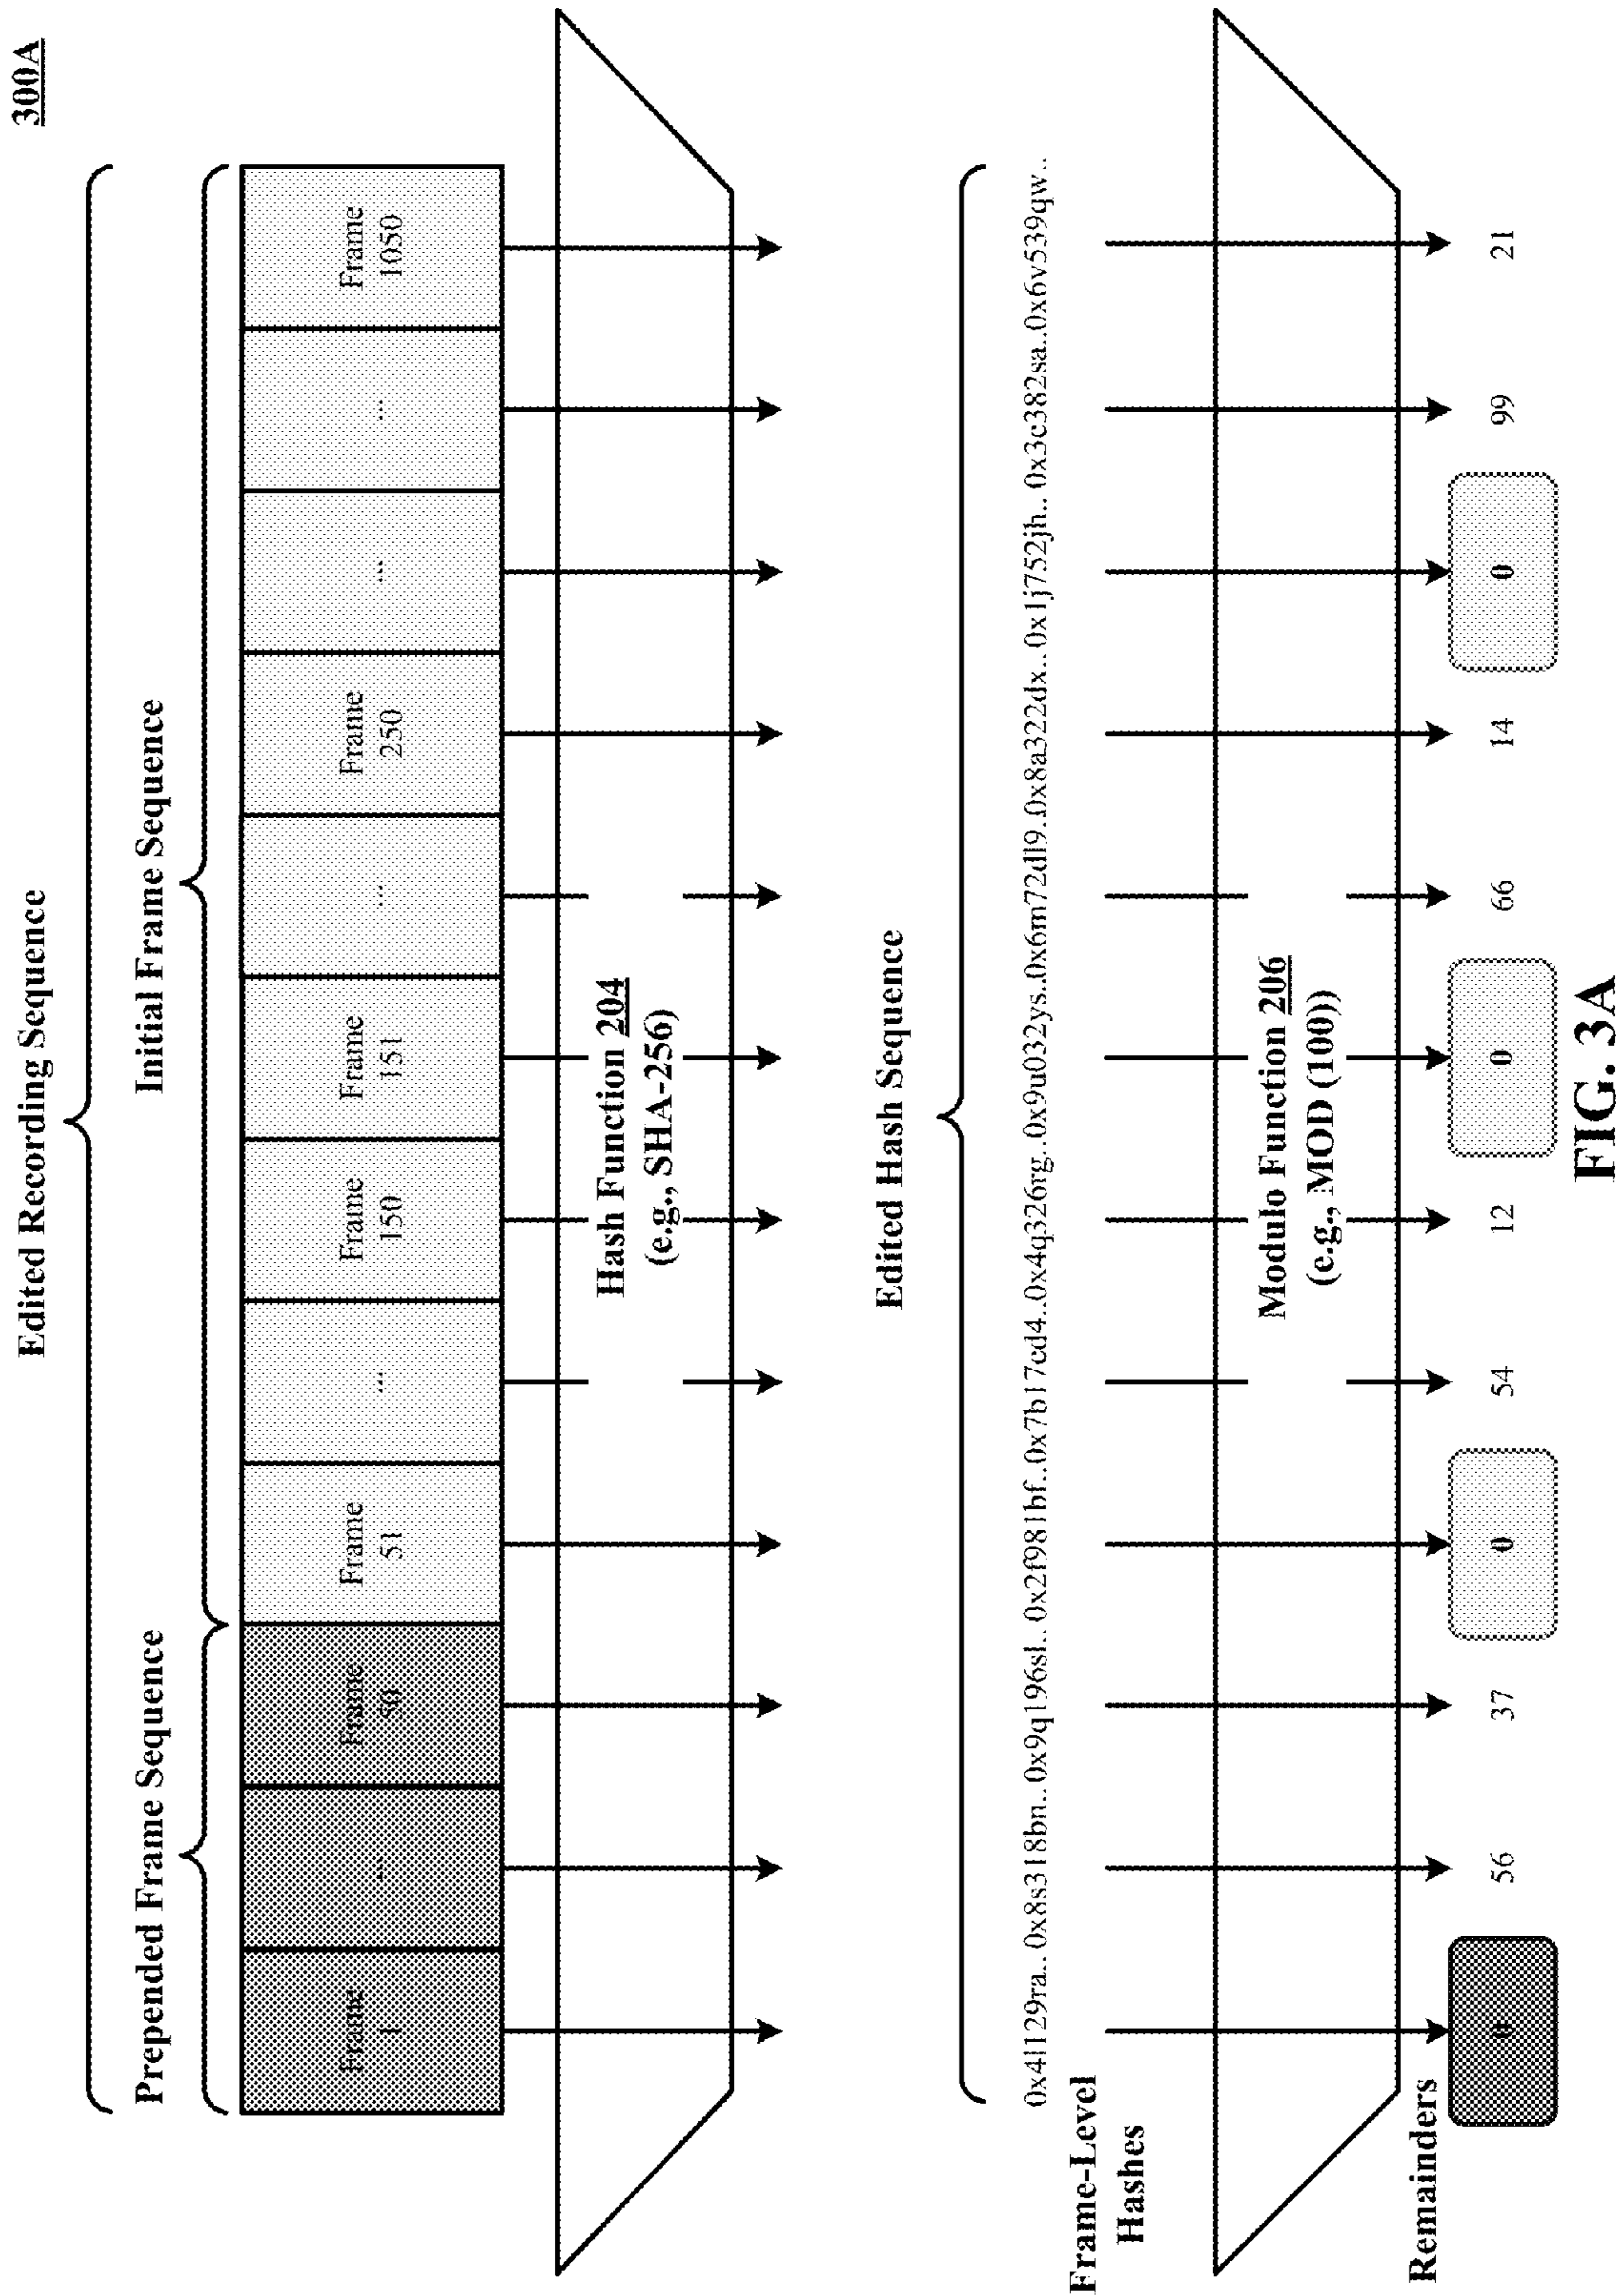 300A
Edited Recording Sequence
Prepended Frame Sequence
Initial Frame Sequence
Frame 1
...
Frame 50
Frame 51
...
Frame 150
Frame 151
...
Frame 250
...
...
Frame 1050
Hash Function 204
(e.g., SHA-256)
Edited Hash Sequence
0x4l129ra.. 0x8s318bn.. 0x9q196sl.. 0x2f981bf..0x7b17cd4..0x4q326rg..0x9u032ys.0x6m72dl9.0x8a322dx.. 0x1j752jh.. 0x3c382sa..0x6v539qw..
Frame-Level
Hashes
Modulo Function 206
(e.g., MOD (100))
Remainders
0 56 37 0 54 12 0 66 14 0 99 21
FIG. 3A